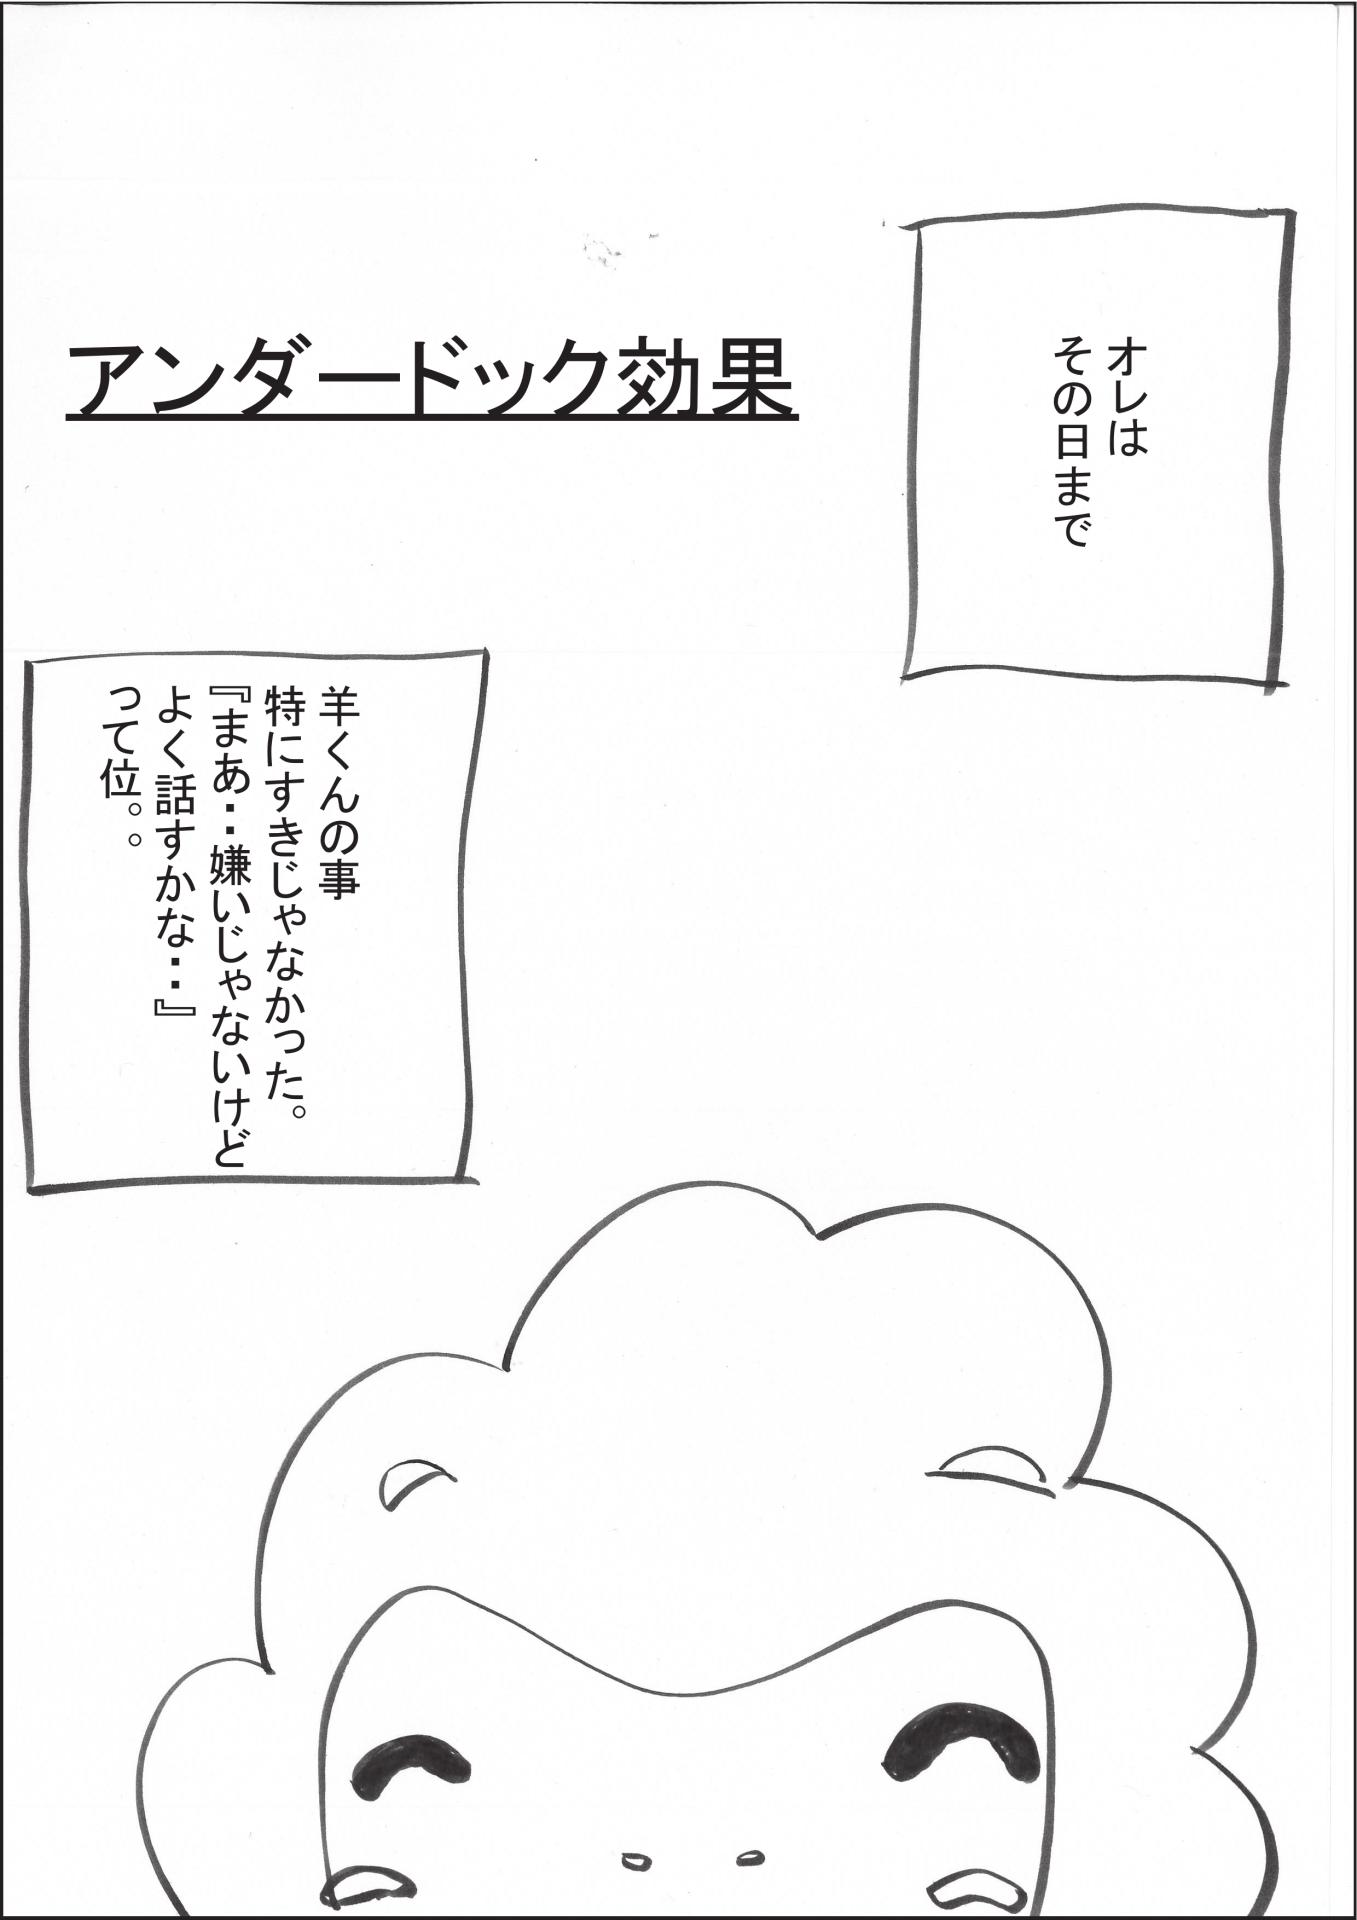 アンダードック効果
オレは
その日まで
羊くんの事
特にすきじゃなかった。
『まあ・・嫌いじゃないけど
よく話すかな・・』
って位。。